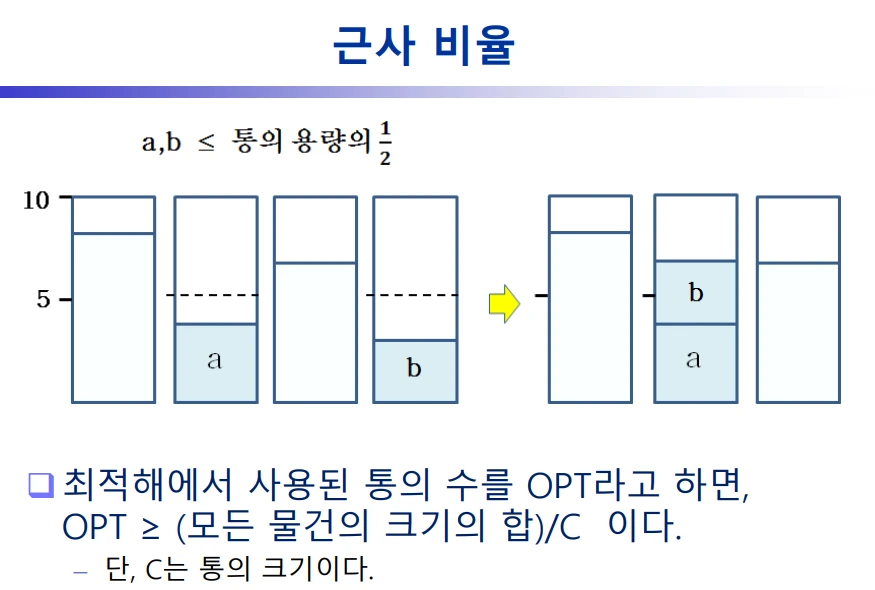 근사 비율
a,b ≤ 통의 용량의 1/2
10
5
a
b
b
a
❑ 최적해에서 사용된 통의 수를 OPT라고 하면,
OPT ≥ (모든 물건의 크기의 합)/C 이다.
– 단, C는 통의 크기이다.